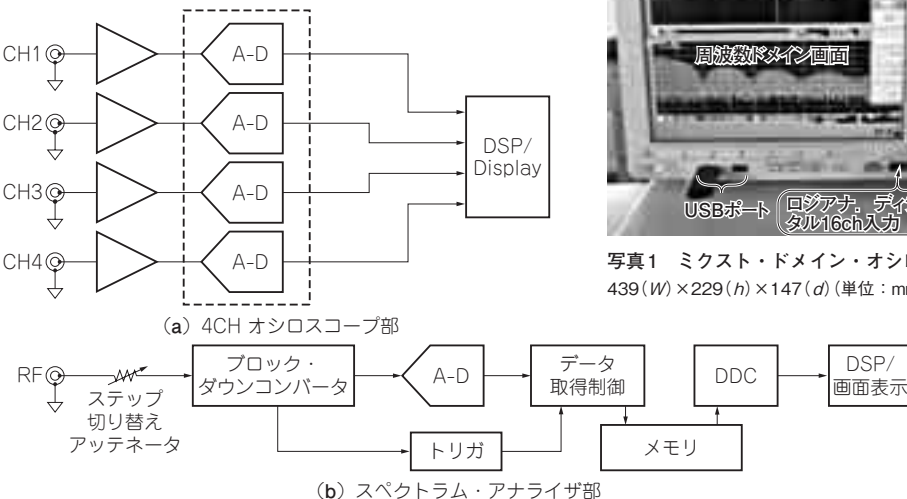 CH1
A-D
CH2
A-D
CH3
A-D
CH4
A-D
DSP/
Display
(a) 4CH オシロスコープ部
周波数ドメイン画面
USBポート
ロジアナ．ディジ
タル16ch入力
写真1 ミクスト・ドメイン・オシロ
439(W)×229(h)×147(d)(単位：mm
RF
ステップ
切り替え
アッテネータ
ブロック・
ダウンコンバータ
A-D
トリガ
データ
取得制御
メモリ
DDC
DSP/
画面表示
(b) スペクトラム・アナライザ部